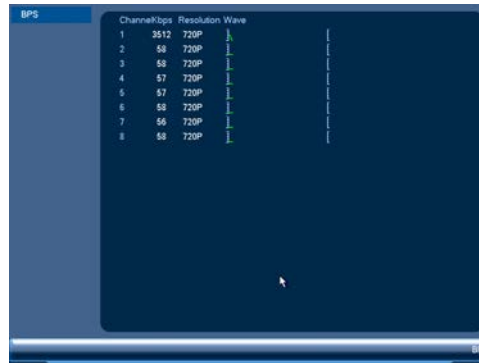 BPS
ChannelKbps Resolution Wave
1 3512 720P
2 58 720P
3 58 720P
4 57 720P
5 57 720P
6 58 720P
7 56 720P
8 58 720P